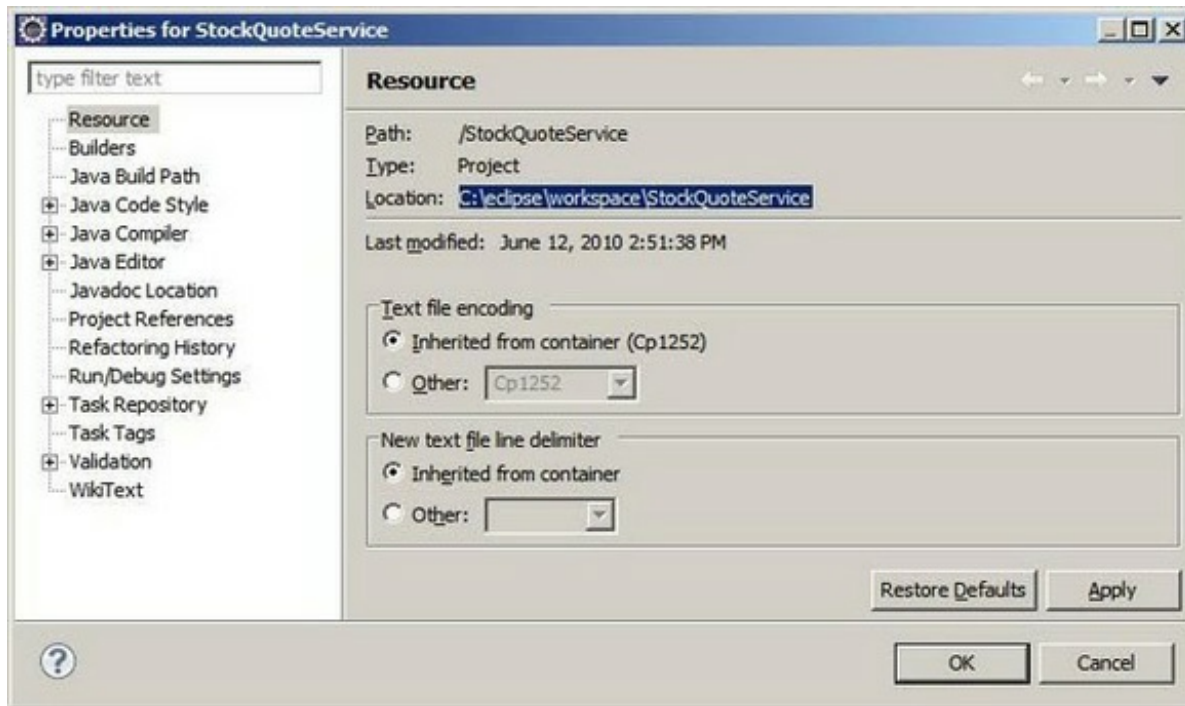 Properties for StockQuoteService
type filter text
Resource
Builders
Java Build Path
Java Code Style
Java Compiler
Java Editor
Javadoc Location
Project References
Refactoring History
Run/Debug Settings
Task Repository
Task Tags
Validation
WikiText
Resource
Path: /StockQuoteService
Type: Project
Location: C:\eclipse\workspace\StockQuoteService
Last modified: June 12, 2010 2:51:38 PM
Text file encoding
Inherited from container (Cp1252)
Other: Cp1252
New text file line delimiter
Inherited from container
Other:
Restore Defaults Apply
? OK Cancel